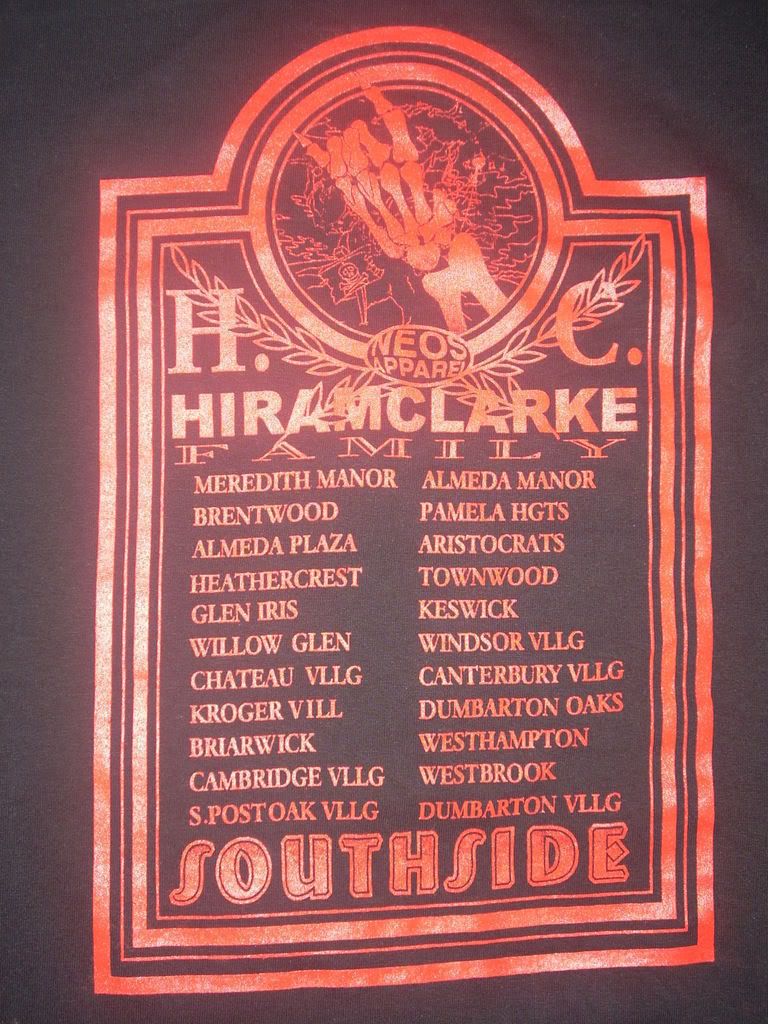 H. C.
NEOS
APPAREL
HIRAMCLARKE
FAMILY
MEREDITH MANOR ALMEDA MANOR
BRENTWOOD PAMELA HGTS
ALMEDA PLAZA ARISTOCRATS
HEATHERCREST TOWNWOOD
GLEN IRIS KESWICK
WILLOW GLEN WINDSOR VLLG
CHATEAU VLLG CANTERBURY VLLG
KROGER VILL DUMBARTON OAKS
BRIARWICK WESTHAMPTON
CAMBRIDGE VLLG WESTBROOK
S.POST OAK VLLG DUMBARTON VLLG
SOUTHSIDE